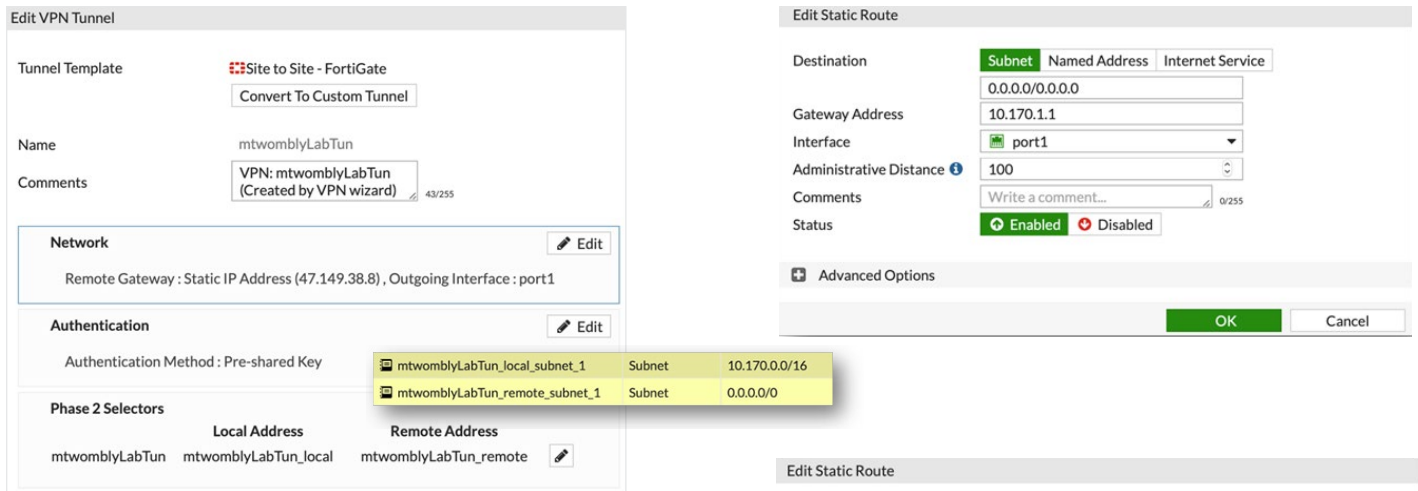 Edit VPN Tunnel
Tunnel Template
Site to Site - FortiGate
Convert To Custom Tunnel
Name
mtwomblyLabTun
Comments
VPN: mtwomblyLabTun
(Created by VPN wizard)
43/255
Network
Edit
Remote Gateway : Static IP Address (47.149.38.8) , Outgoing Interface : port1
Authentication
Edit
Authentication Method : Pre-shared Key
mtwomblyLabTun_local_subnet_1 Subnet 10.170.0.0/16
mtwomblyLabTun_remote_subnet_1 Subnet 0.0.0.0/0
Phase 2 Selectors
Local Address Remote Address
mtwomblyLabTun mtwomblyLabTun_local mtwomblyLabTun_remote
Edit Static Route
Destination
Subnet Named Address Internet Service
0.0.0.0/0.0.0.0
Gateway Address 10.170.1.1
Interface port1
Administrative Distance 100
Comments Write a comment... 0/255
Status Enabled Disabled
Advanced Options
OK Cancel
Edit Static Route